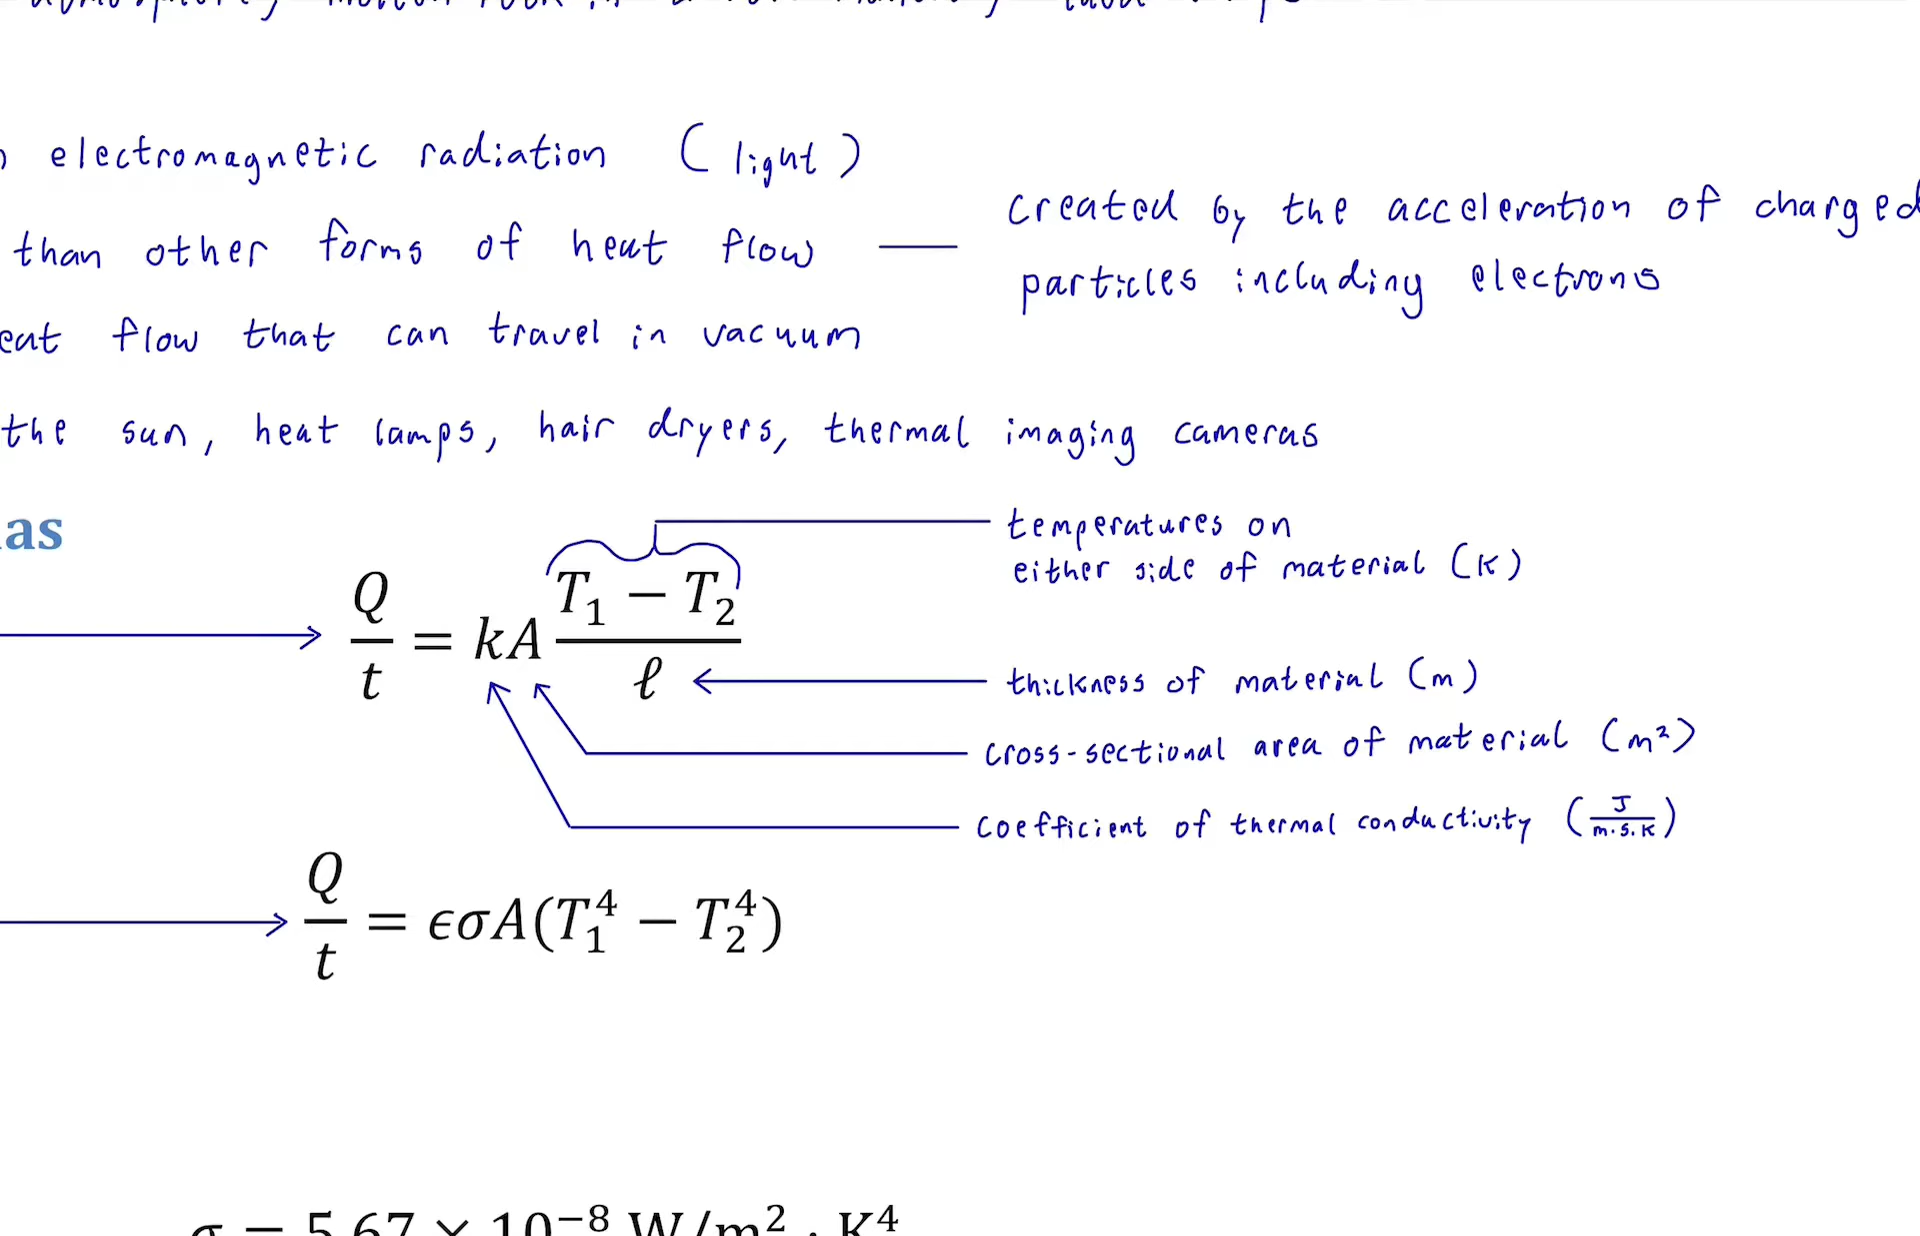 electromagnetic radiation (light)
than other forms of heat flow — created by the acceleration of charged
particles including electrons
flow that can travel in vacuum
the sun, heat lamps, hair dryers, thermal imaging cameras
as
temperatures on
either side of material (K)
Q/t = kA (T₁ − T₂)/ℓ
thickness of material (m)
cross-sectional area of material (m²)
coefficient of thermal conductivity (J/m·s·K)
Q/t = ϵσA(T₁⁴ − T₂⁴)
σ = 5.67 × 10⁻⁸ W/m² · K⁴